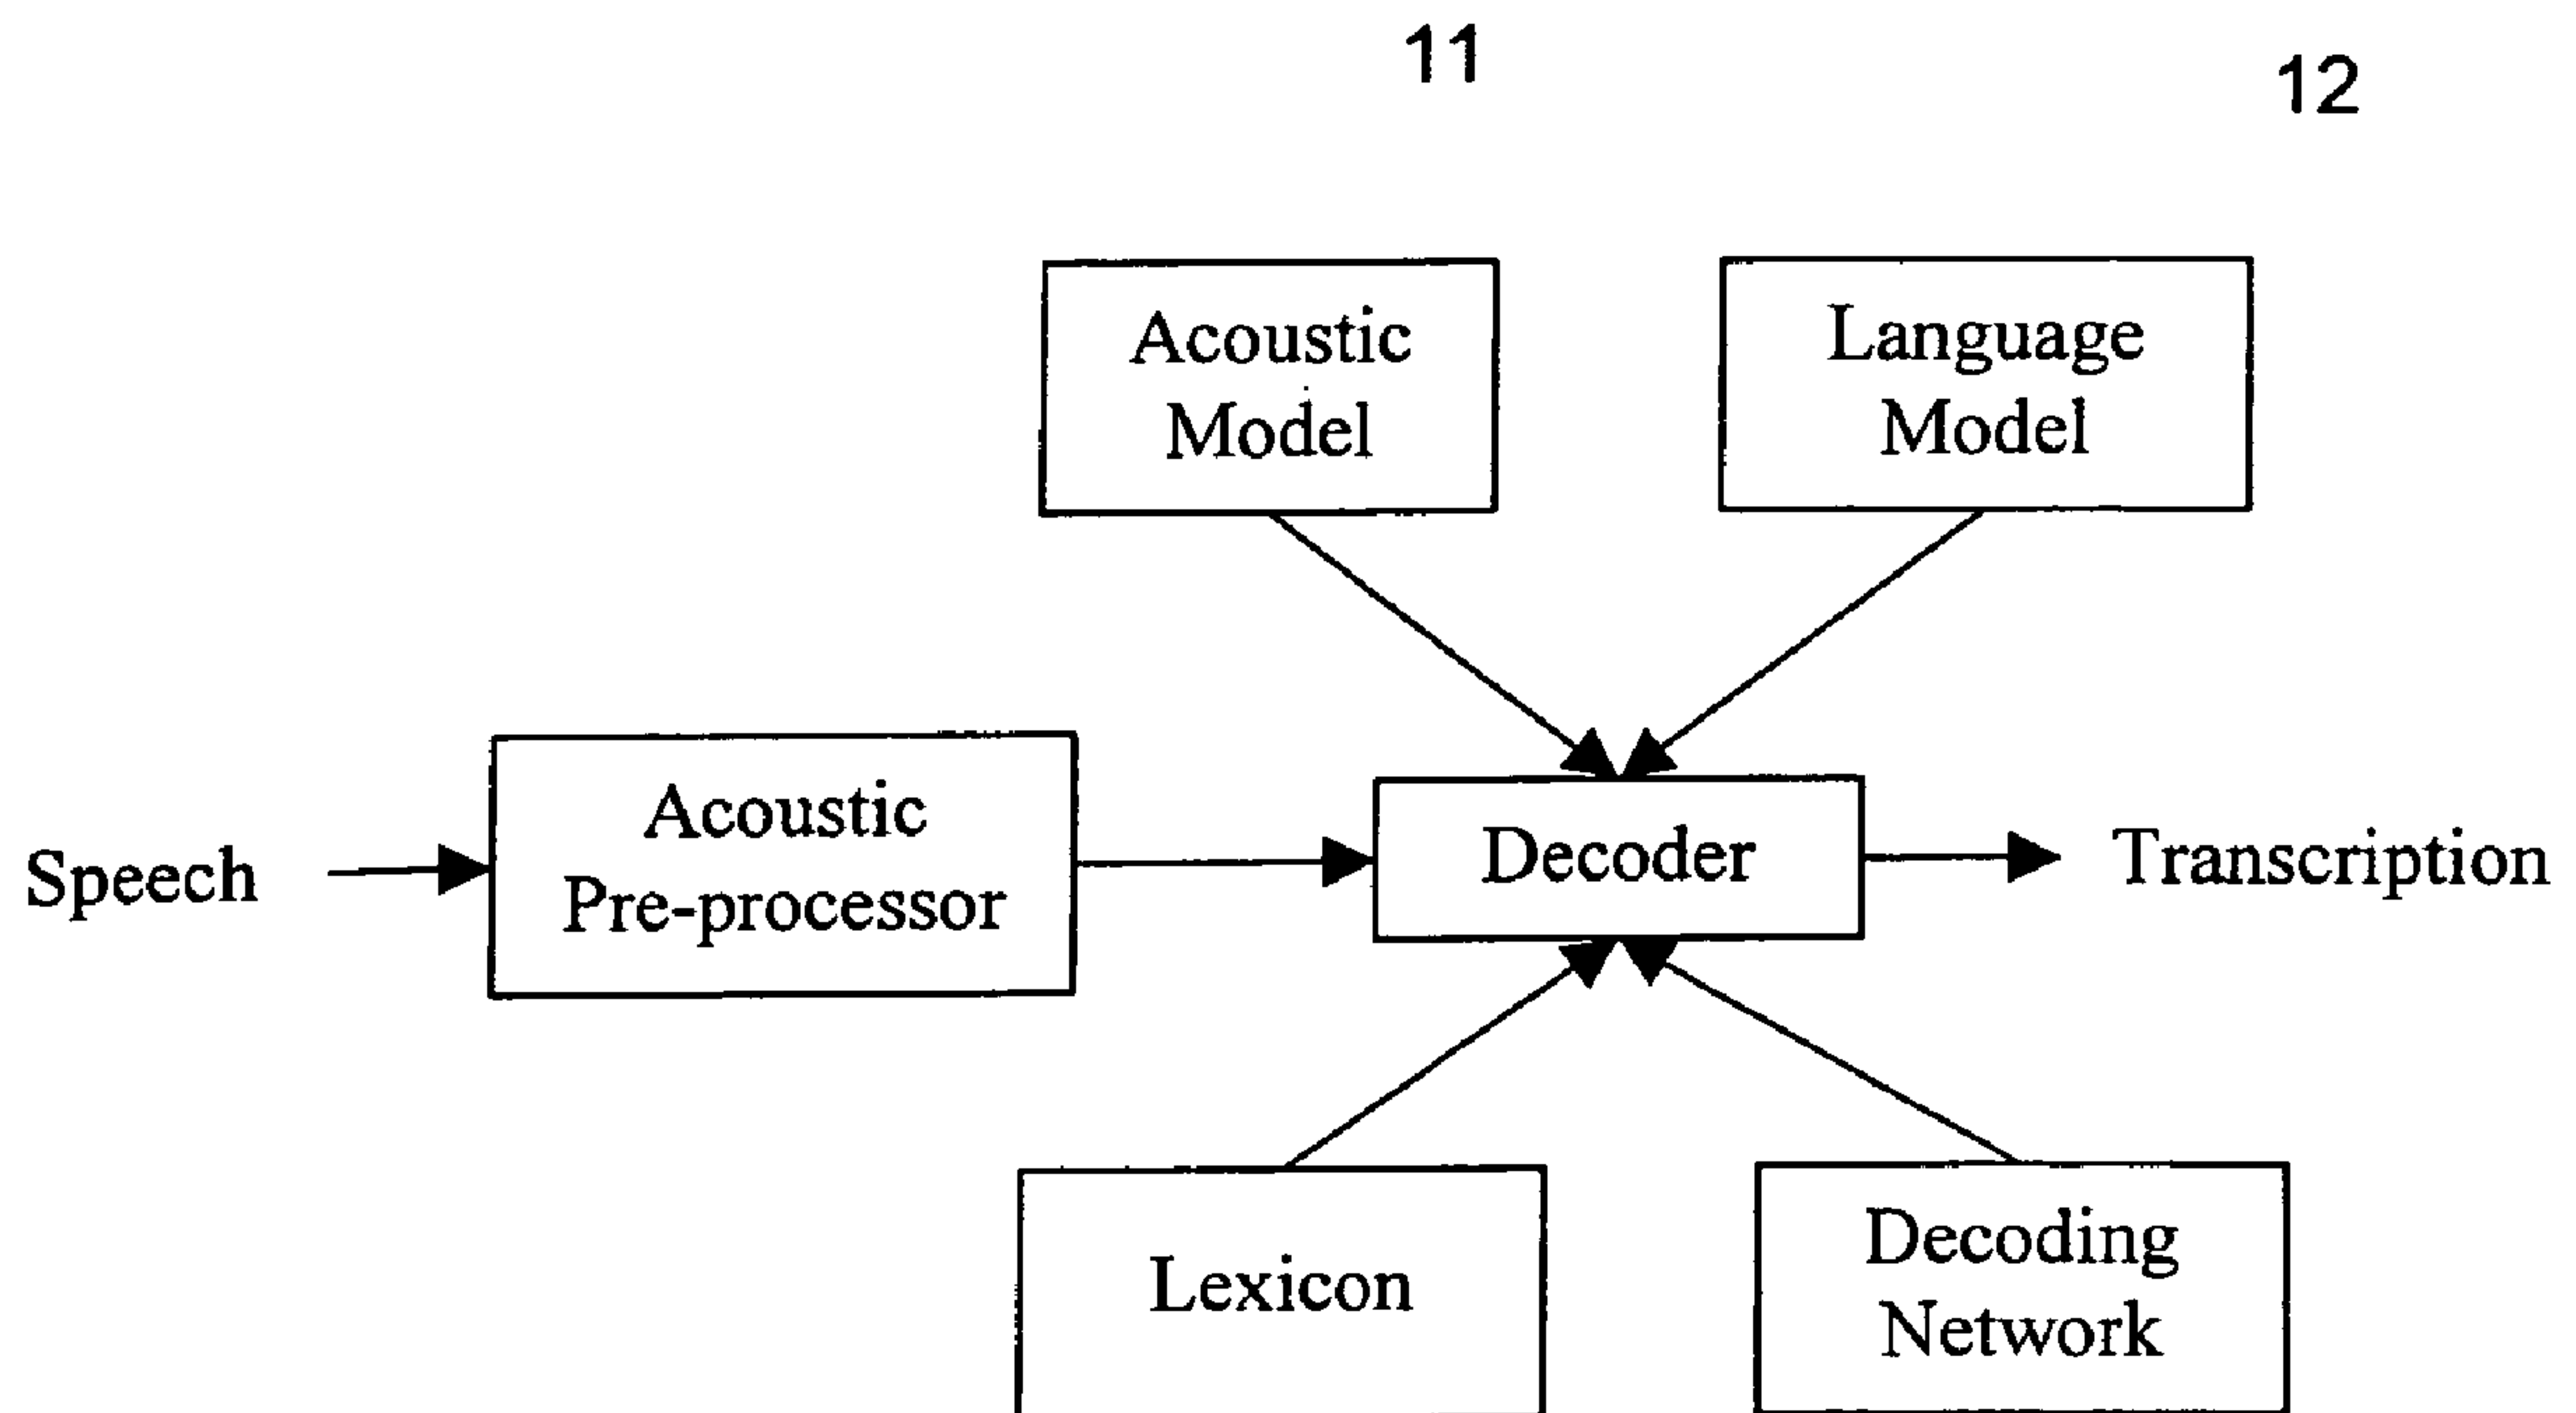 11
12
Acoustic
Model
Language
Model
Speech
Acoustic
Pre-processor
Decoder
Transcription
Lexicon
Decoding
Network